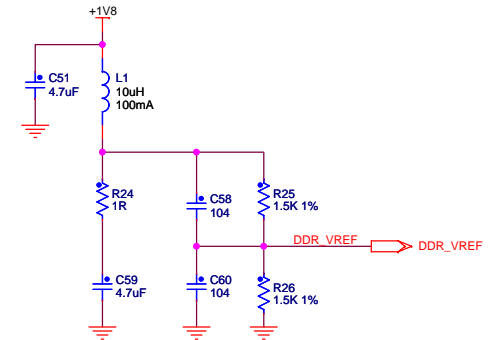 +1V8
C51
4.7uF
L1
10uH
100mA
R24
1R
C58
104
R25
1.5K 1%
DDR_VREF
DDR_VREF
C59
4.7uF
C60
104
R26
1.5K 1%